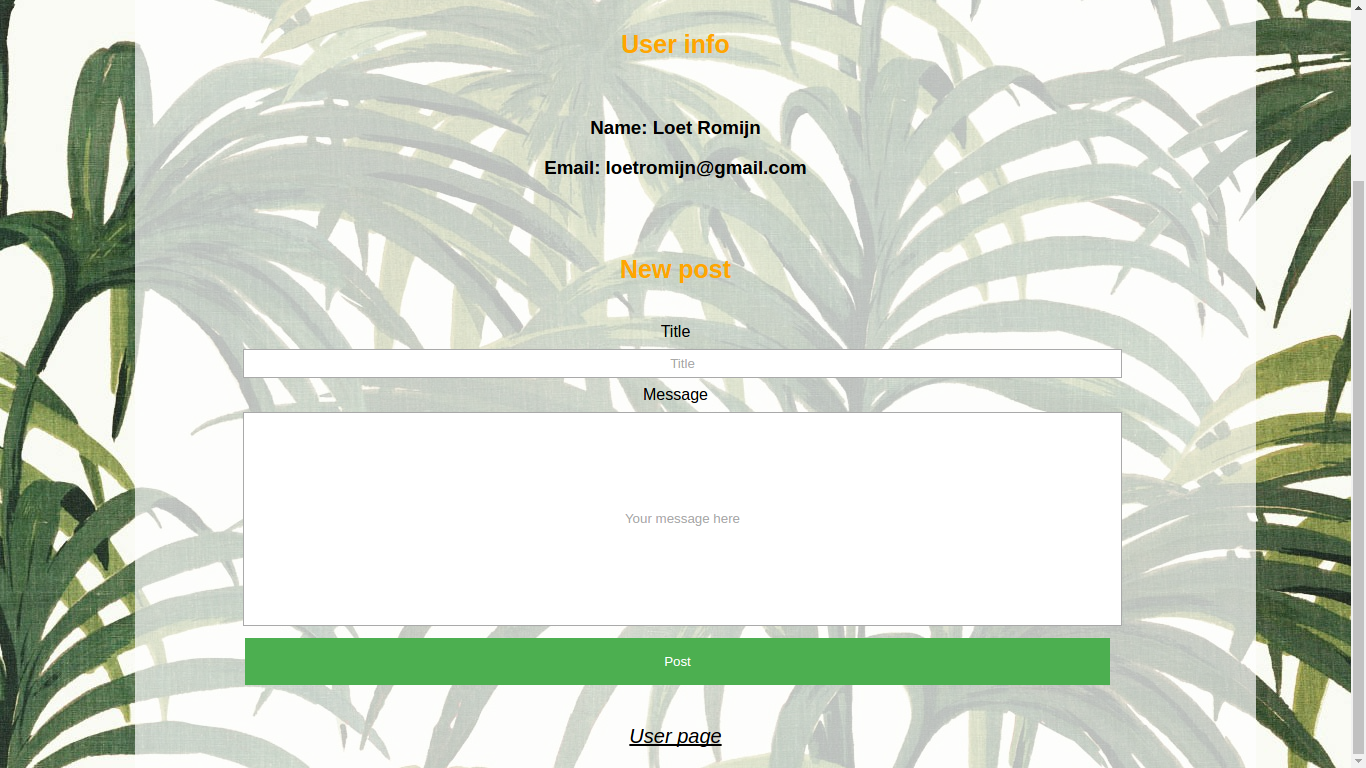 User info
Name: Loet Romijn
Email: loetromijn@gmail.com
New post
Title
Title
Message
Your message here
Post
User page